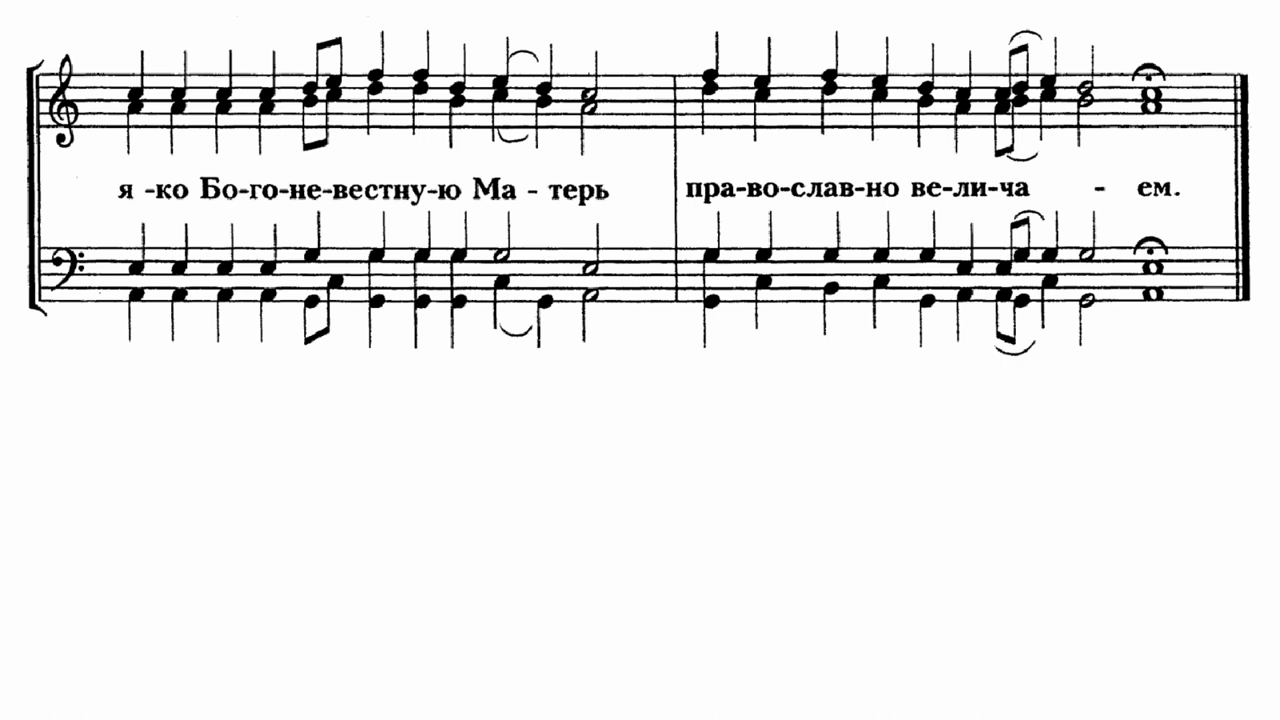 я -ко Бо-го-не-вестну-ю Ма - терь пра-во-слав-но ве-ли-ча - ем.